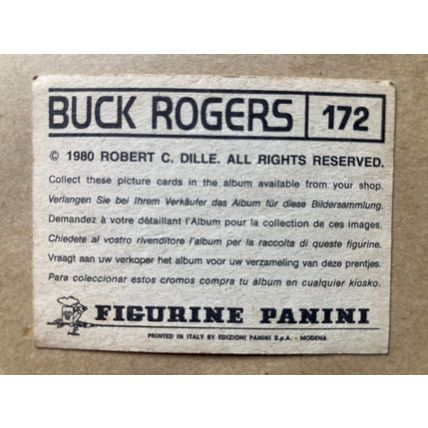 BUCK ROGERS 172
© 1980 ROBERT C. DILLE. ALL RIGHTS RESERVED.
Collect these picture cards in the album available from your shop.
Verlangen Sie bei Ihrem Verkäufer das Album für diese Bildersammlung.
Demandez à votre détaillant l'Album pour la collection de ces images.
Chiedete al vostro rivenditore l'album per la raccolta di queste figurine.
Vraagt aan uw verkoper het album voor uw verzameling van deze prentjes.
Para coleccionar estos cromos compra tu album en cualquier kiosko.
FIGURINE PANINI
PRINTED IN ITALY BY EDIZIONI PANINI S.p.A. - MODENA